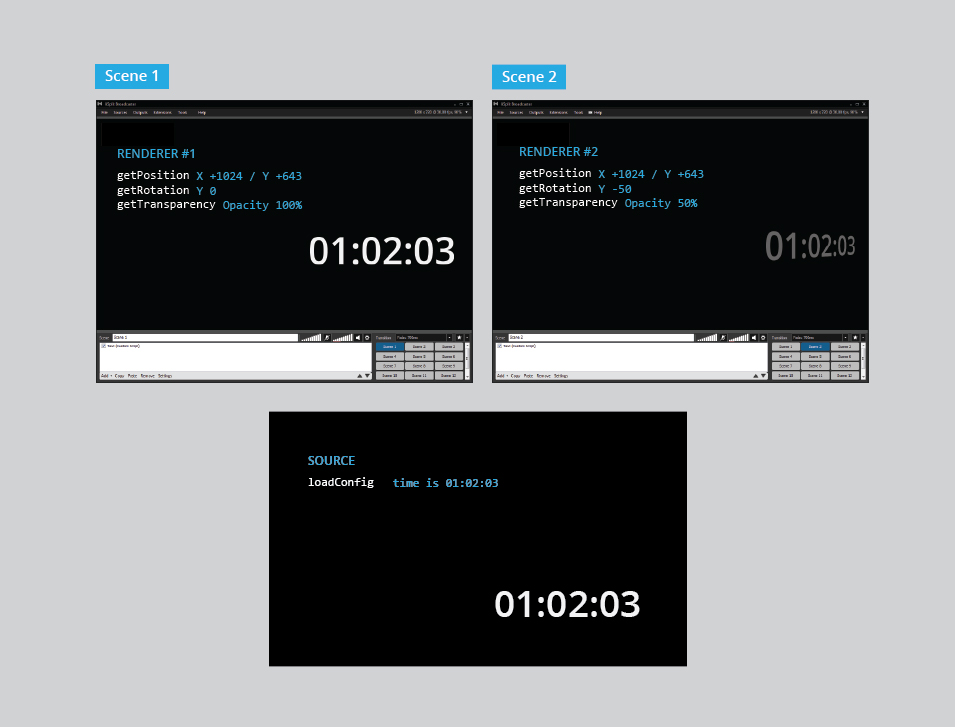 Scene 1
XSplit Broadcaster
File Sources Outputs Extensions Tools Help
RENDERER #1
getPosition X +1024 / Y +643
getRotation Y 0
getTransparency Opacity 100%
01:02:03
Scene Scene 1
Add Copy Paste Remove Settings
Scene 1 Scene 2 Scene 3
Scene 4 Scene 5 Scene 6
Scene 7 Scene 8 Scene 9
Scene 10 Scene 11 Scene 12
Scene 2
XSplit Broadcaster
File Sources Outputs Extensions Tools Help
RENDERER #2
getPosition X +1024 / Y +643
getRotation Y -50
getTransparency Opacity 50%
01:02:03
Scene Scene 2
Add Copy Paste Remove Settings
Scene 1 Scene 2 Scene 3
Scene 4 Scene 5 Scene 6
Scene 7 Scene 8 Scene 9
Scene 10 Scene 11 Scene 12
SOURCE
loadConfig time is 01:02:03
01:02:03